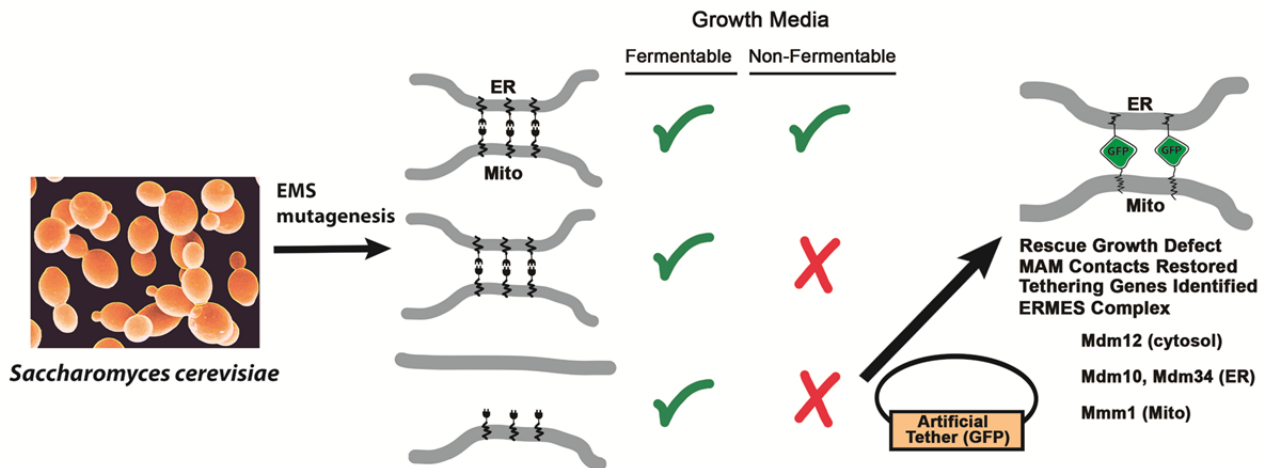 Growth Media
Fermentable Non-Fermentable
ER
Mito
EMS
mutagenesis
Saccharomyces cerevisiae
ER
GFP GFP
Mito
Rescue Growth Defect
MAM Contacts Restored
Tethering Genes Identified
ERMES Complex
Mdm12 (cytosol)
Mdm10, Mdm34 (ER)
Mmm1 (Mito)
Artificial
Tether (GFP)